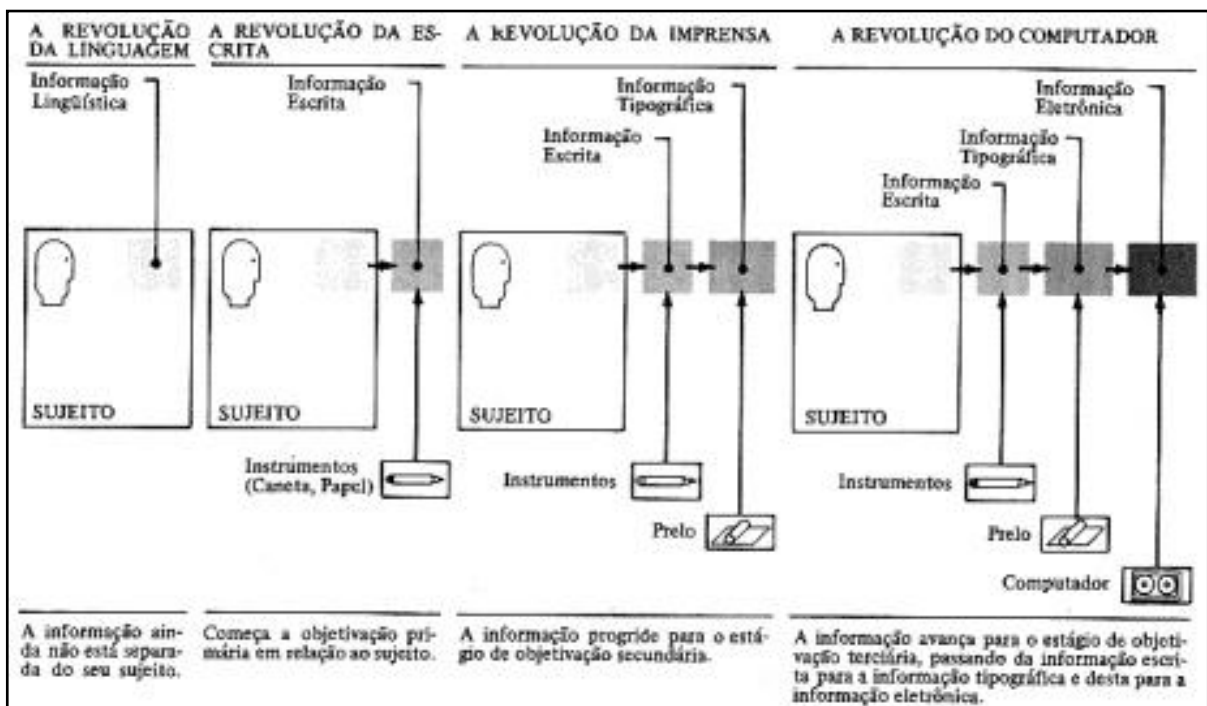 A REVOLUÇÃO
DA LINGUAGEM
Informação
Lingüística
SUJEITO
A informação ain-
da não está separa-
da do seu sujeito.
A REVOLUÇÃO DA ES-
CRITA
Informação
Escrita
SUJEITO
Instrumentos
(Caneta, Papel)
Começa a objetivação pri-
mária em relação ao sujeito.
A REVOLUÇÃO DA IMPRENSA
Informação
Tipográfica
Informação
Escrita
SUJEITO
Instrumentos
Prelo
A informação progride para o está-
gio de objetivação secundária.
A REVOLUÇÃO DO COMPUTADOR
Informação
Eletrônica
Informação
Tipográfica
Informação
Escrita
SUJEITO
Instrumentos
Prelo
Computador
A informação avança para o estágio de objeti-
vação terciária, passando da informação escri-
ta para a informação tipográfica e desta para a
informação eletrônica.